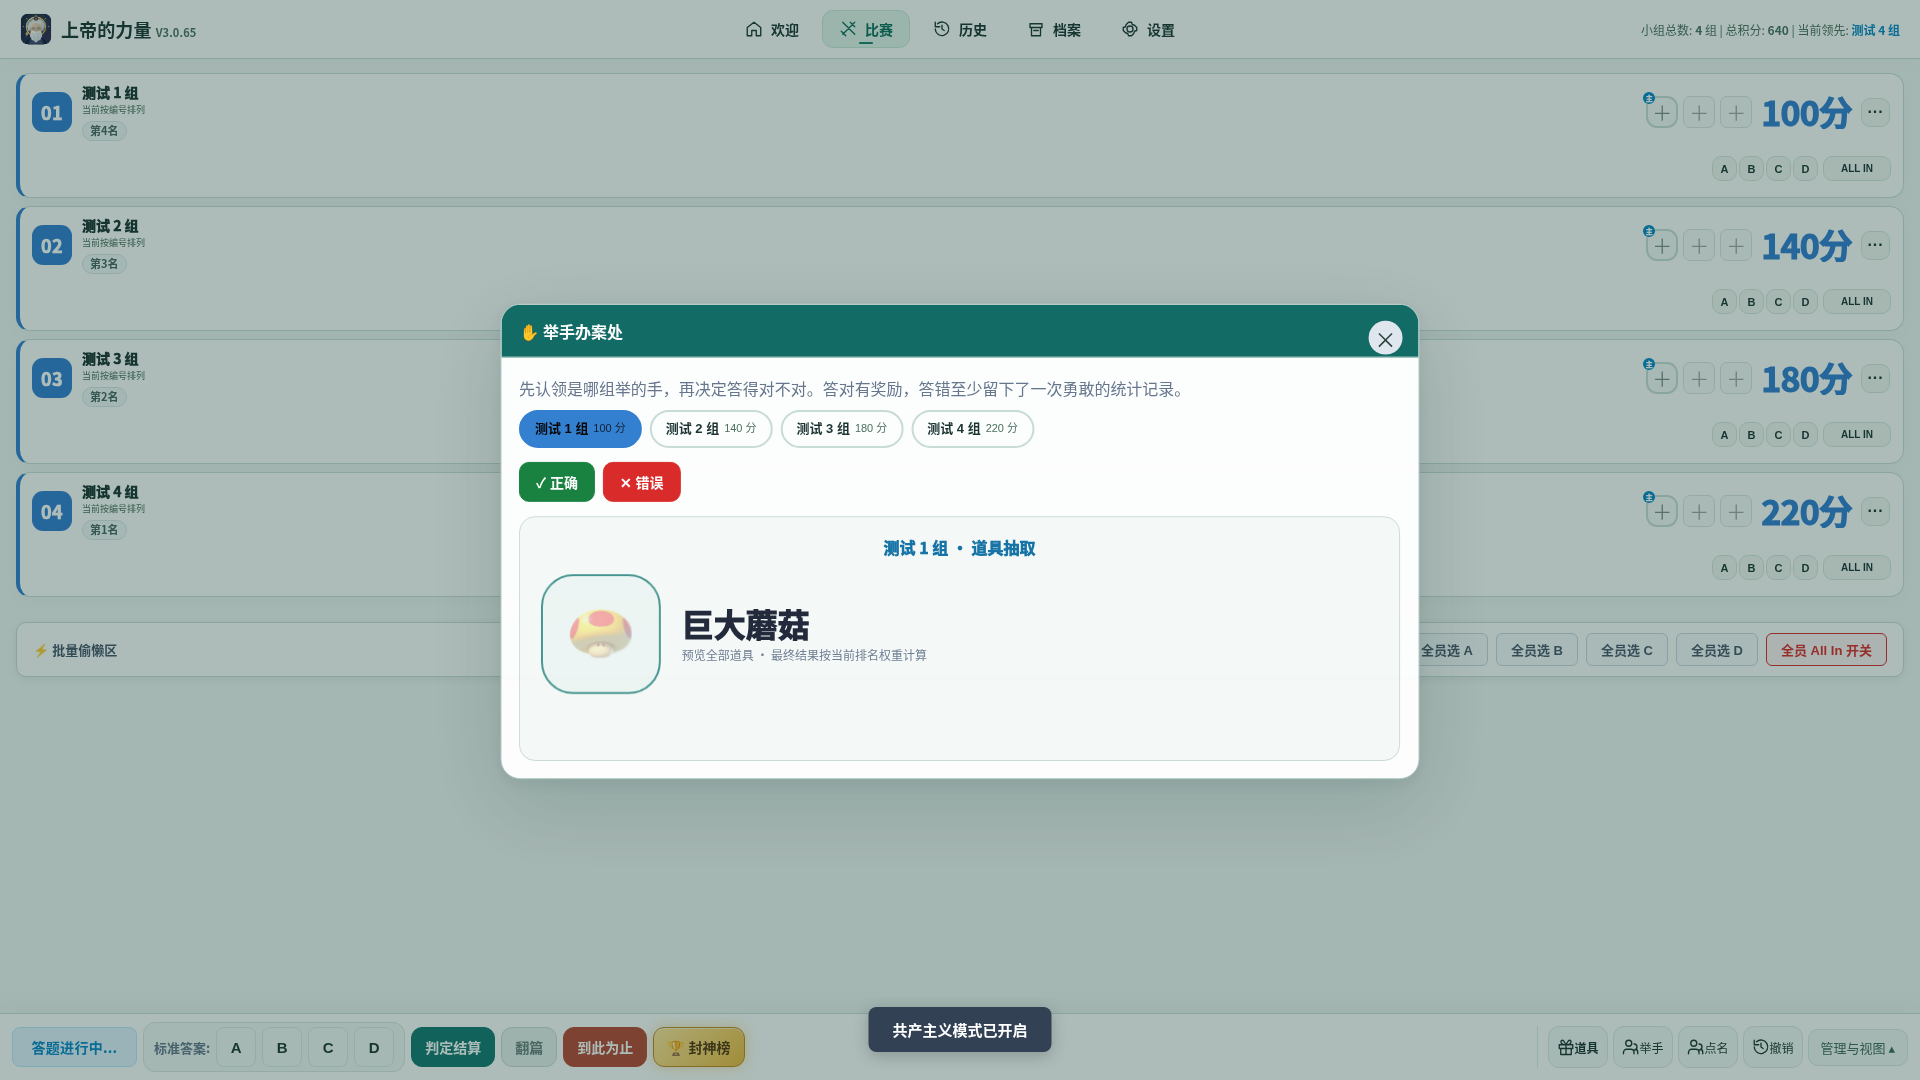 上帝的力量 V3.0.65
欢迎
比赛
历史
档案
设置
小组总数: 4 组 | 总积分: 640 | 当前领先: 测试 4 组
01
测试 1 组
当前按编号排列
第4名
主
100分
...
A B C D ALL IN
02
测试 2 组
当前按编号排列
第3名
主
140分
...
A B C D ALL IN
03
测试 3 组
当前按编号排列
第2名
主
180分
...
A B C D ALL IN
04
测试 4 组
当前按编号排列
第1名
主
220分
...
A B C D ALL IN
✋ 举手办案处
先认领是哪组举的手，再决定答得对不对。答对有奖励，答错至少留下了一次勇敢的统计记录。
测试 1 组 100 分
测试 2 组 140 分
测试 3 组 180 分
测试 4 组 220 分
✓ 正确
✕ 错误
测试 1 组 · 道具抽取
巨大蘑菇
预览全部道具 · 最终结果按当前排名权重计算
⚡ 批量偷懒区
全员选 A
全员选 B
全员选 C
全员选 D
全员 All In 开关
共产主义模式已开启
答题进行中...
标准答案: A B C D
判定结算
翻篇
到此为止
🏆 封神榜
道具
举手
点名
撤销
管理与视图 ▴